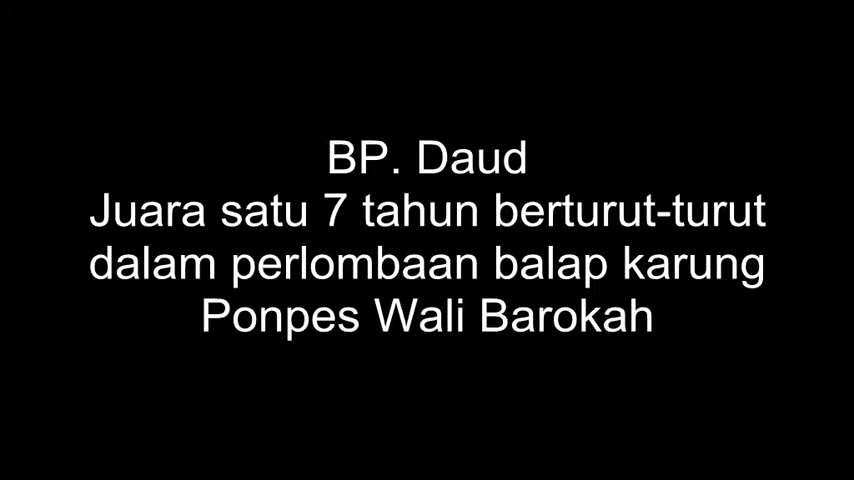 BP. Daud
Juara satu 7 tahun berturut-turut
dalam perlombaan balap karung
Ponpes Wali Barokah